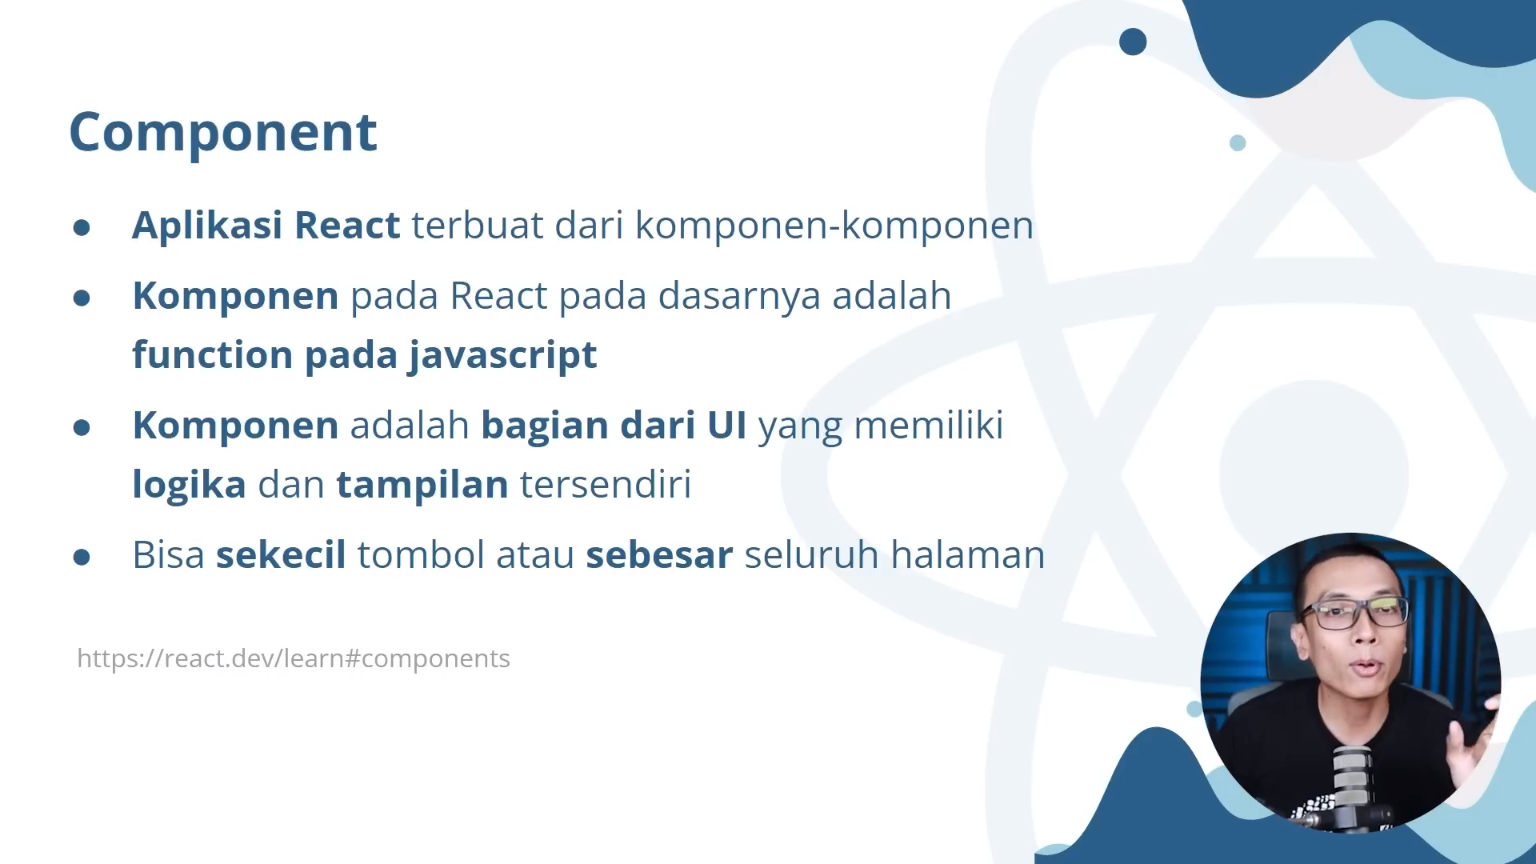 Component
● Aplikasi React terbuat dari komponen-komponen
● Komponen pada React pada dasarnya adalah
function pada javascript
● Komponen adalah bagian dari UI yang memiliki
logika dan tampilan tersendiri
● Bisa sekecil tombol atau sebesar seluruh halaman
https://react.dev/learn#components